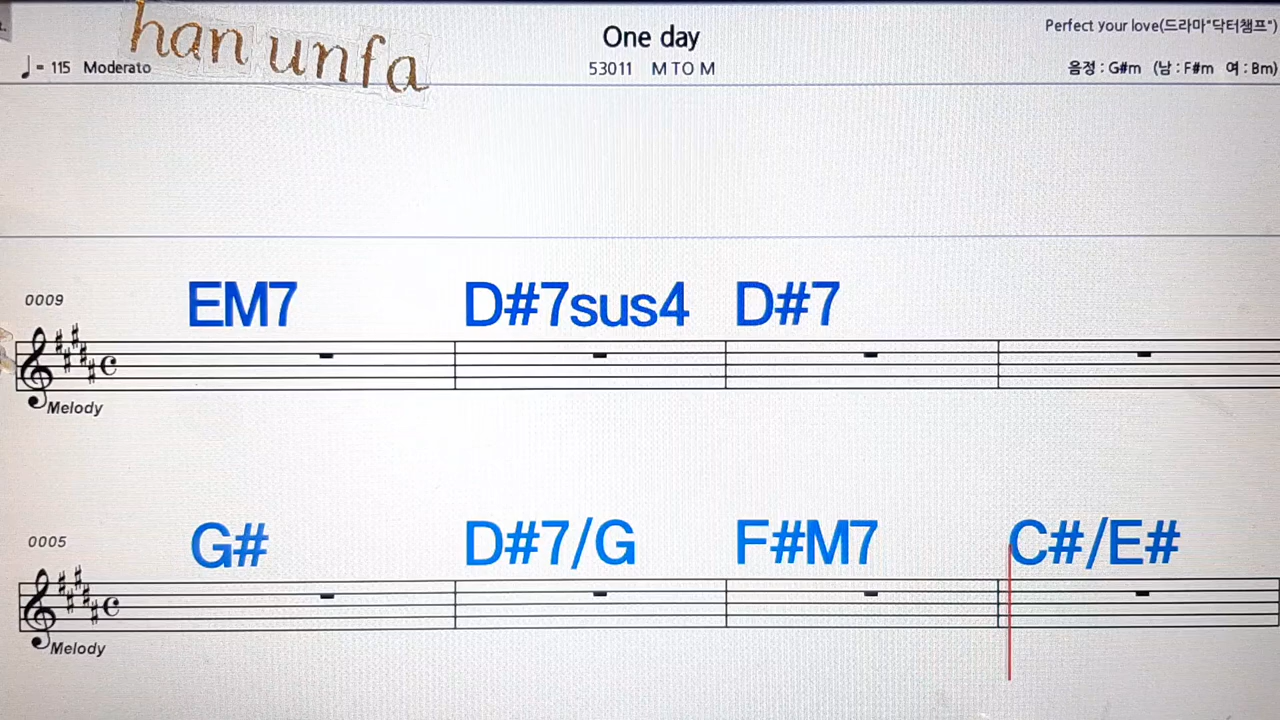 han unfa
One day
Perfect your love(드라마"닥터챔프")
♩= 115 Moderato
53011 M TO M
음정 : G#m (남 : F#m 여 : Bm)
0009
EM7 D#7sus4 D#7
Melody
0005
G# D#7/G F#M7 C#/E#
Melody